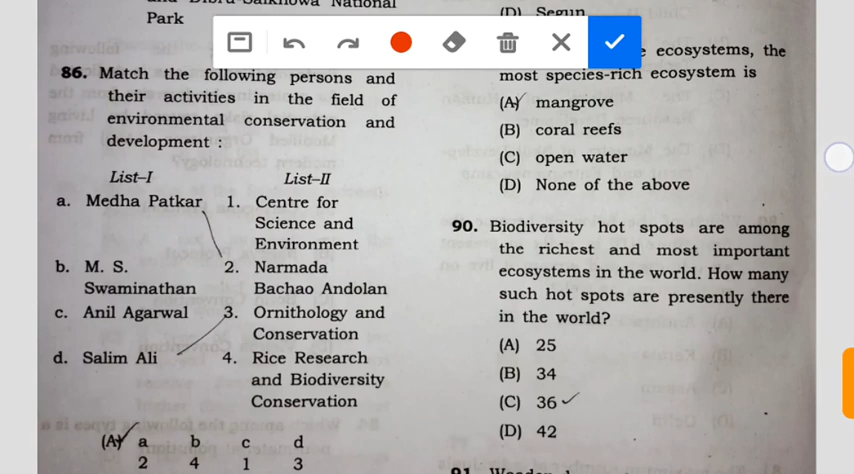 and Dibru-Saikhowa National
Park
86. Match the following persons and
their activities in the field of
environmental conservation and
development :
List–I List–II
a. Medha Patkar 1. Centre for
Science and
Environment
b. M. S. 2. Narmada
Swaminathan Bachao Andolan
c. Anil Agarwal 3. Ornithology and
Conservation
d. Salim Ali 4. Rice Research
and Biodiversity
Conservation
(A) a b c d
2 4 1 3
(D) Segun
ecosystems, the
most species-rich ecosystem is
(A) mangrove
(B) coral reefs
(C) open water
(D) None of the above
90. Biodiversity hot spots are among
the richest and most important
ecosystems in the world. How many
such hot spots are presently there
in the world?
(A) 25
(B) 34
(C) 36
(D) 42
91.